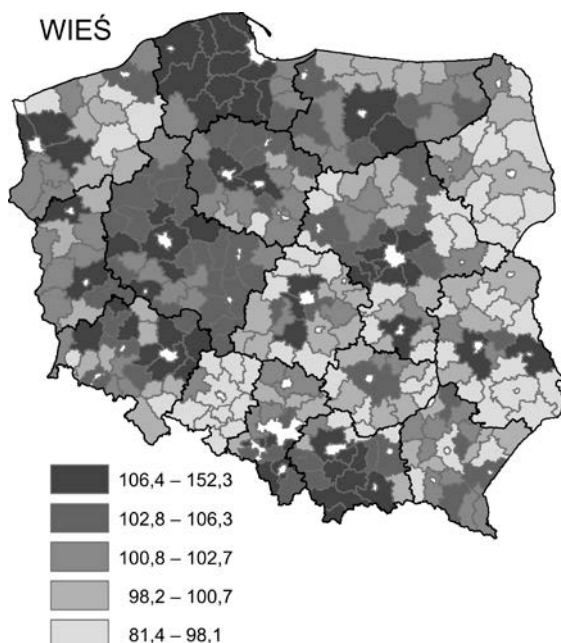 WIEŚ
106,4 – 152,3
102,8 – 106,3
100,8 – 102,7
98,2 – 100,7
81,4 – 98,1